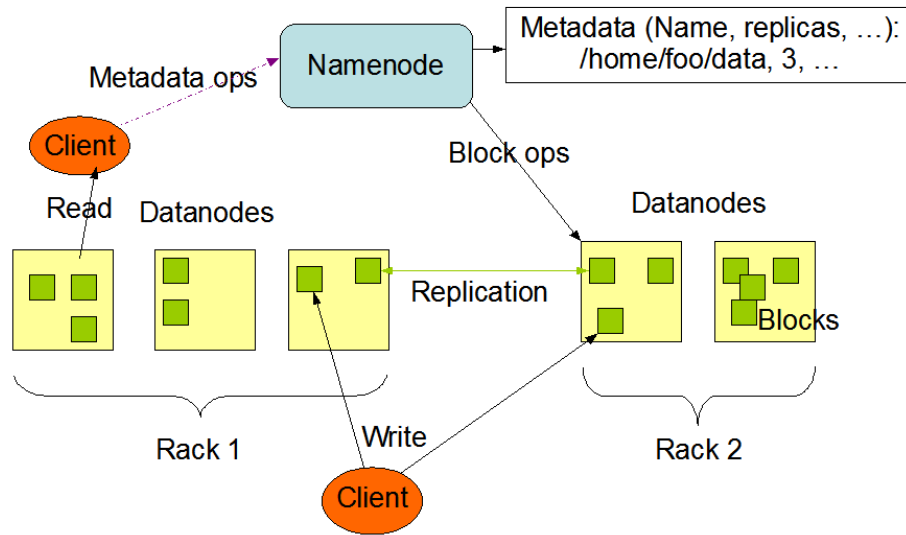 Metadata (Name, replicas, …):
/home/foo/data, 3, …
Namenode
Metadata ops
Client
Block ops
Read
Datanodes
Datanodes
Replication
Blocks
Rack 1
Write
Rack 2
Client